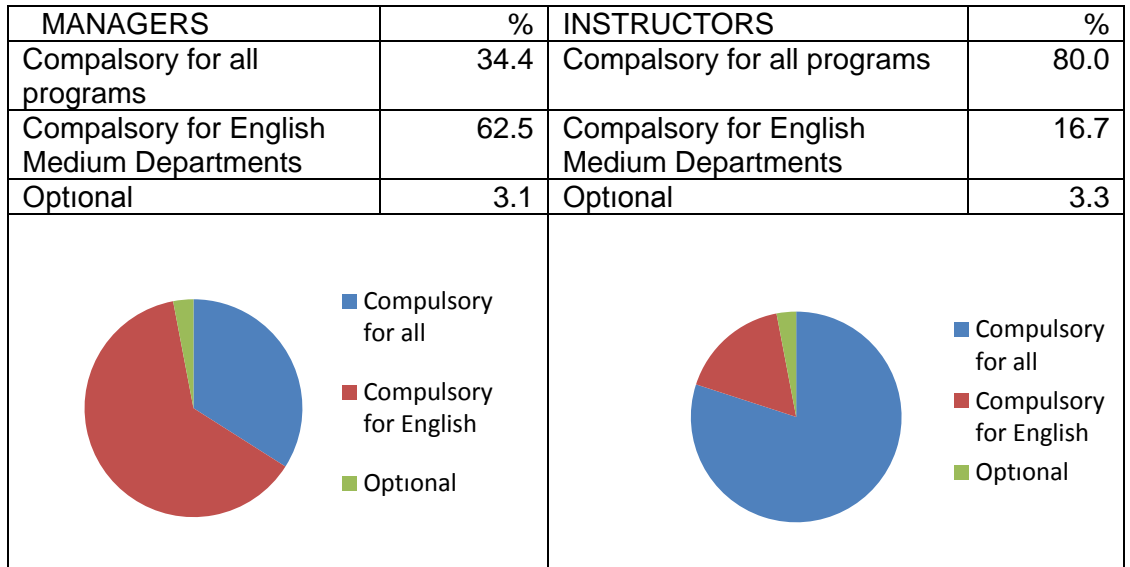 MANAGERS % INSTRUCTORS %
Compalsory for all programs 34.4 Compalsory for all programs 80.0
Compalsory for English Medium Departments 62.5 Compalsory for English Medium Departments 16.7
Optıonal 3.1 Optıonal 3.3
Compulsory
for all
Compulsory
for English
Optıonal
Compulsory
for all
Compulsory
for English
Optıonal